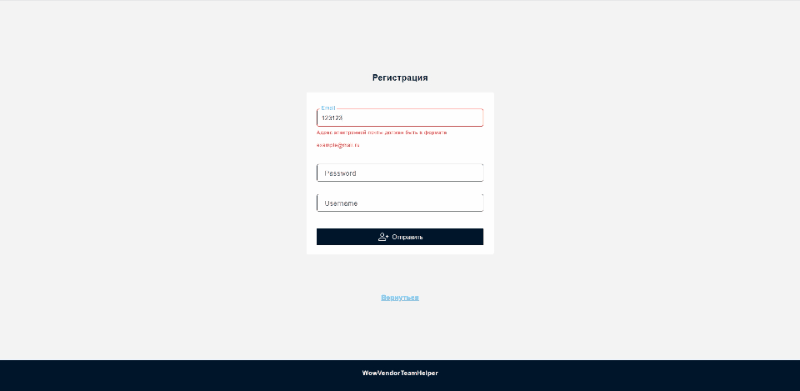 Регистрация
Email
123123
Адрес электронной почты должен быть в формате
example@mail.ru
Password
Username
Отправить
Вернуться
WowVendorTeamHelper